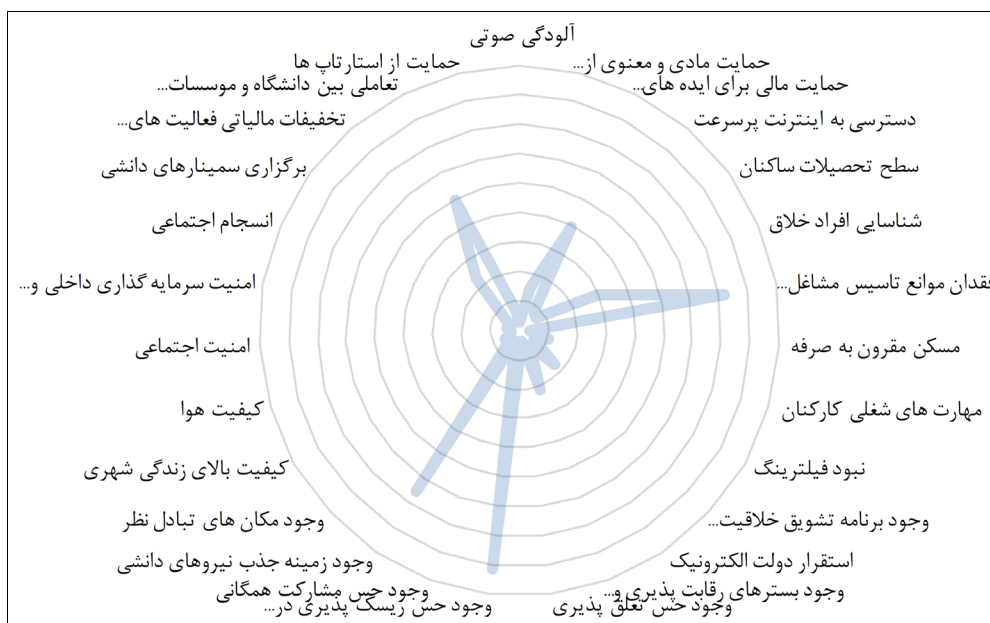 آلودگی صوتی
حمایت مادی و معنوی از...
حمایت مالی برای ایده های...
دسترسی به اینترنت پرسرعت
سطح تحصیلات ساکنان
شناسایی افراد خلاق
فقدان موانع تاسیس مشاغل...
مسکن مقرون به صرفه
مهارت های شغلی کارکنان
نبود فیلترینگ
وجود برنامه تشویق خلاقیت...
استقرار دولت الکترونیک
وجود بسترهای رقابت پذیری و...
وجود حس تعلق پذیری
وجود حس ریسک پذیری در...
وجود حس مشارکت همگانی
وجود زمینه جذب نیروهای دانشی
وجود مکان های تبادل نظر
کیفیت بالای زندگی شهری
کیفیت هوا
امنیت اجتماعی
امنیت سرمایه گذاری داخلی و...
انسجام اجتماعی
برگزاری سمینارهای دانشی
تخفیفات مالیاتی فعالیت های...
تعاملی بین دانشگاه و موسسات...
حمایت از استارتاپ ها